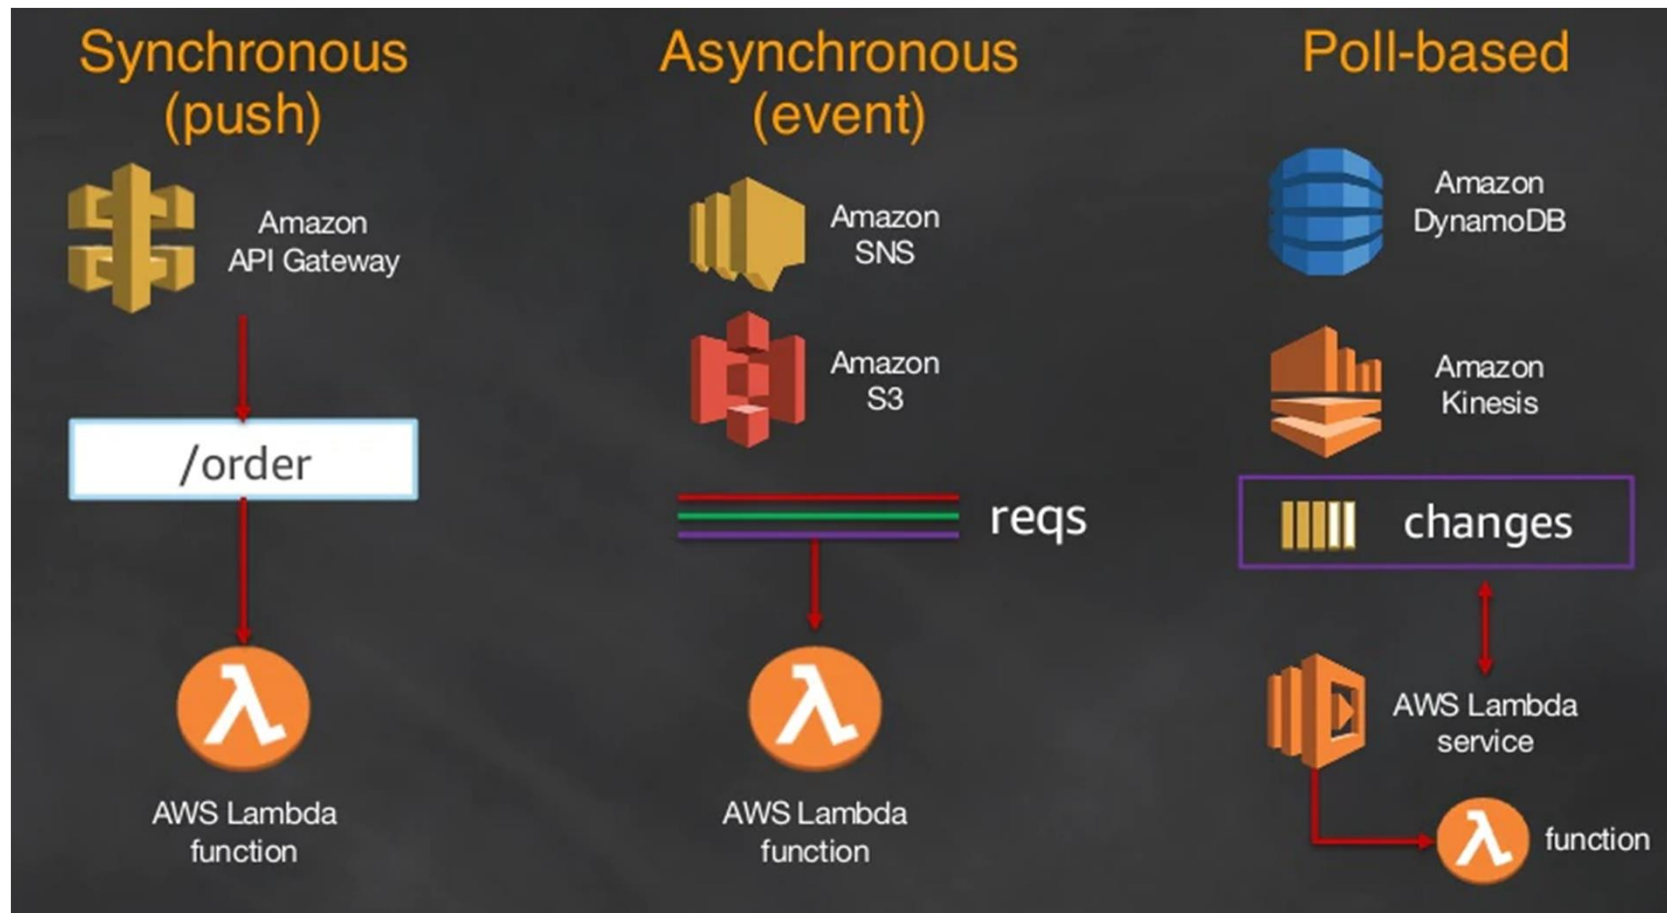 Synchronous
(push)
Amazon
API Gateway
/order
AWS Lambda
function
Asynchronous
(event)
Amazon
SNS
Amazon
S3
reqs
AWS Lambda
function
Poll-based
Amazon
DynamoDB
Amazon
Kinesis
changes
AWS Lambda
service
function